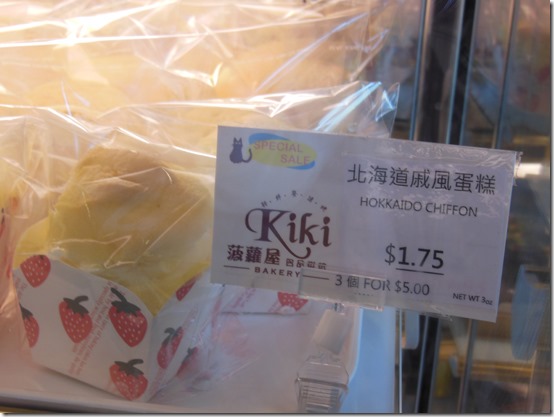 SPECIAL
SALE
北海道戚風蛋糕
HOKKAIDO CHIFFON
Kiki
菠蘿屋
BAKERY
$1.75
3個 FOR $5.00
NET WT 3oz